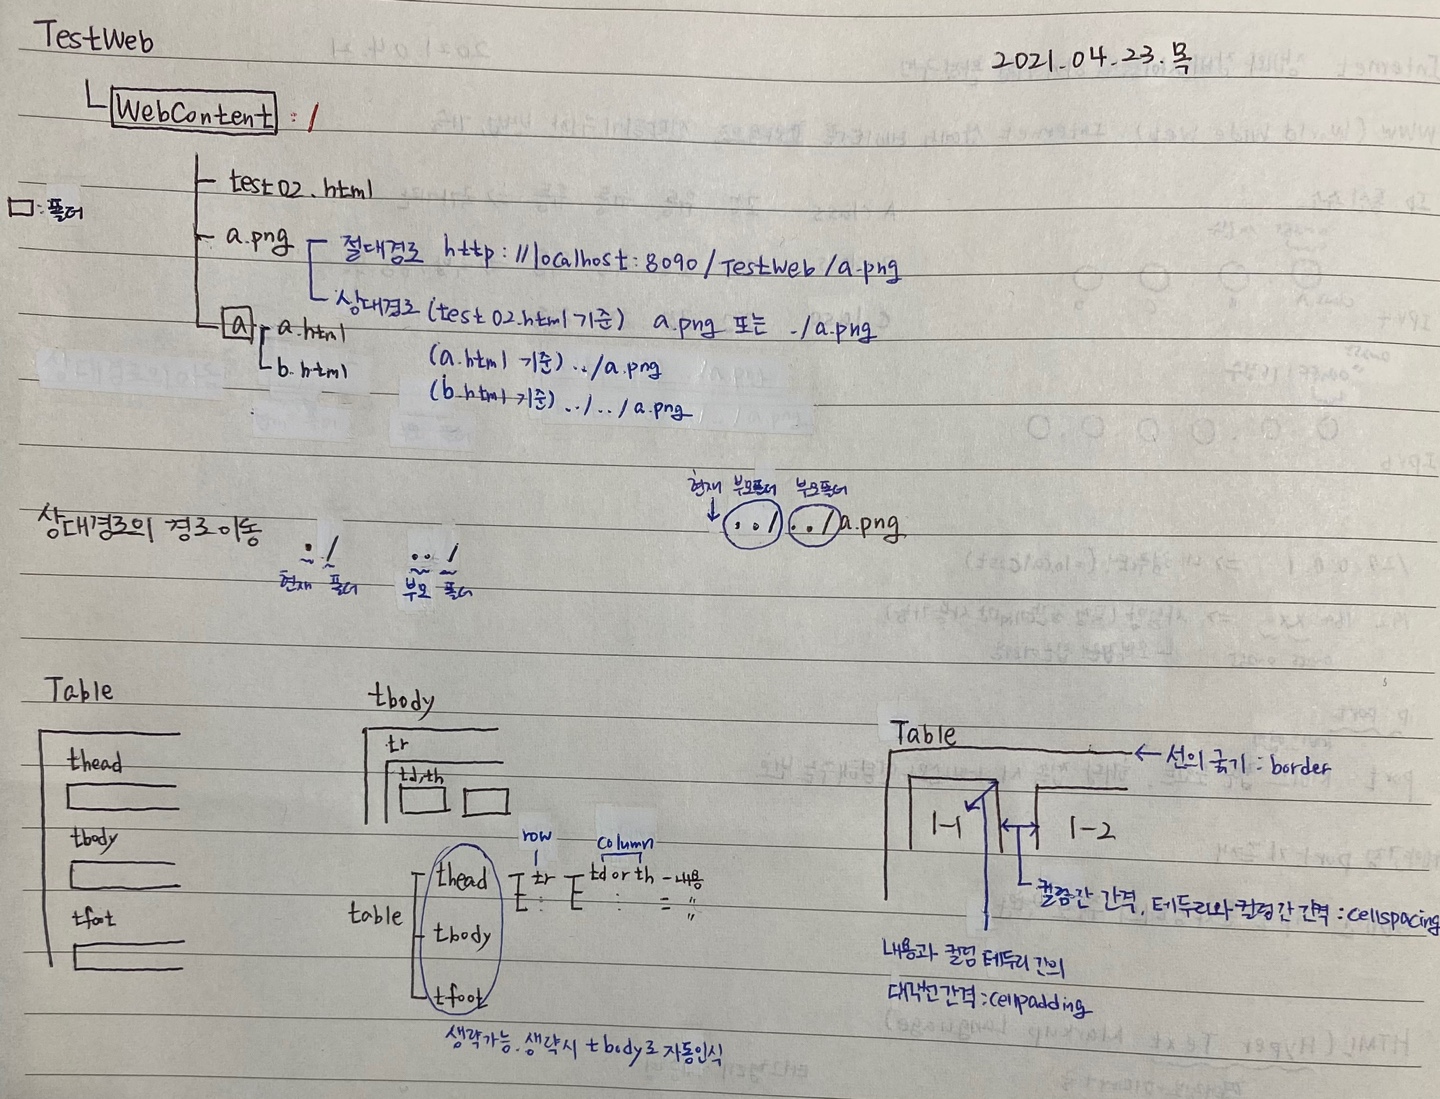 TestWeb
2021.04.23.목
WebContent : /
test02.html
□ : 폴더
a.png
절대경로 http://localhost:8090/TestWeb/a.png
상대경로 (test02.html 기준) a.png 또는 ./a.png
a
a.html
(a.html 기준) ../a.png
b.html
(b.html 기준) ../../a.png
현재 부모폴더 부모폴더
../../a.png
상대경로의 경로이동
./
현재 폴더
../
부모 폴더
Table
thead
tbody
tfoot
tbody
tr
td, th
row
column
table
thead
tr
td or th - 내용
: : = 〃
tbody
tfoot
생략가능. 생략시 tbody로 자동인식
Table
← 선의 굵기 : border
1-1
1-2
컬럼간 간격, 테두리와 컬럼간 간격 : cellspacing
내용과 컬럼 테두리 간의
대각선간격 : cellpadding